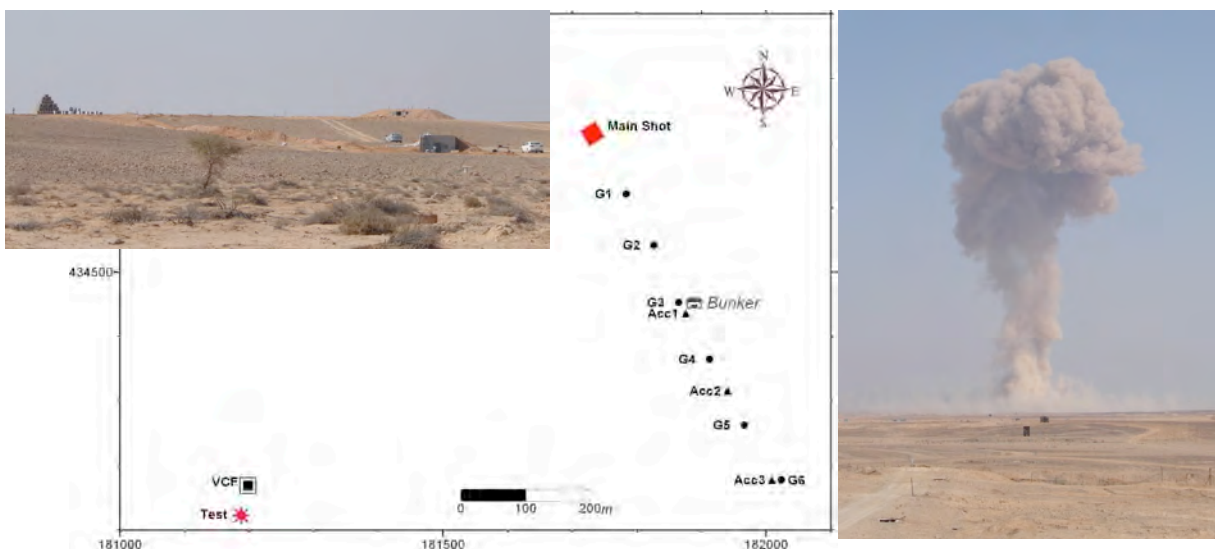 N
W E
S
Main Shot
G1
G2
434500
G3 Bunker
Acc1
G4
Acc2
G5
VCF
Acc3 G6
Test
0 100 200m
181000 181500 182000